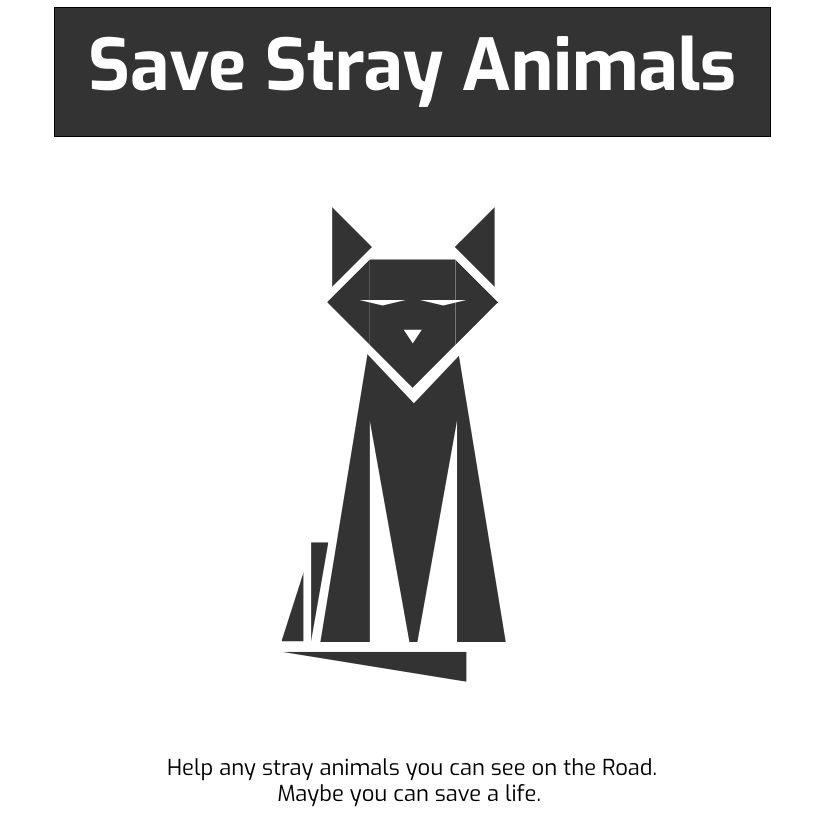 Save Stray Animals
Help any stray animals you can see on the Road.
Maybe you can save a life.